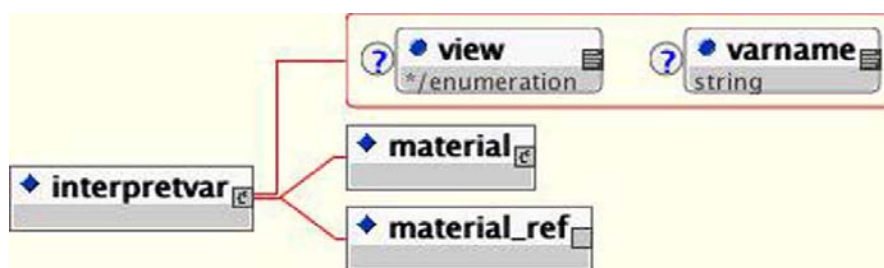 ? view ? varname
*/enumeration string
material
interpretvar
material_ref